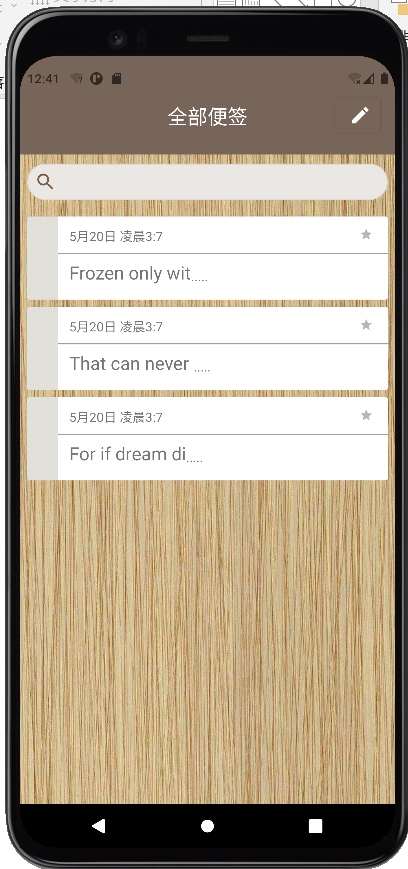 12:41
全部便签
5月20日 凌晨3:7
Frozen only wit.....
5月20日 凌晨3:7
That can never .....
5月20日 凌晨3:7
For if dream di.....